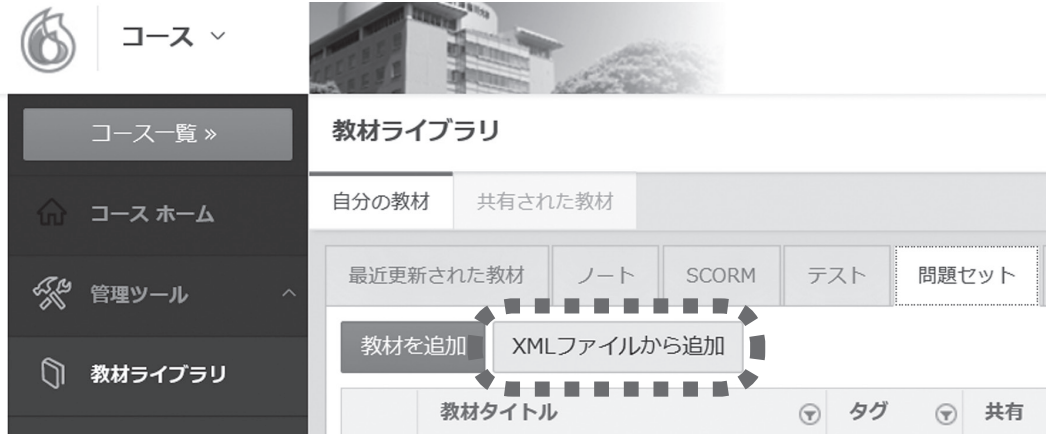 コース
コース一覧 »
コース ホーム
管理ツール
教材ライブラリ
教材ライブラリ
自分の教材 共有された教材
最近更新された教材 ノート SCORM テスト 問題セット
教材を追加 XMLファイルから追加
教材タイトル タグ 共有